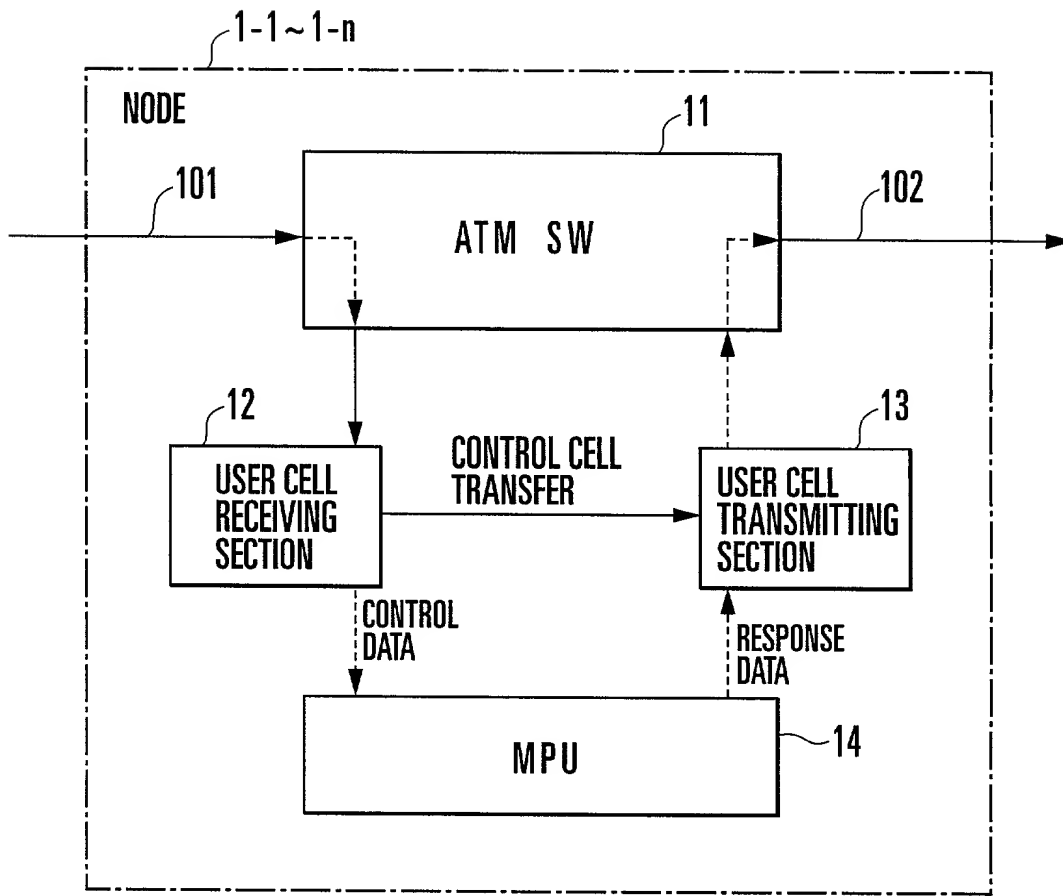 1-1~1-n
NODE
11
101
102
ATM SW
12
13
CONTROL CELL
TRANSFER
USER CELL
RECEIVING
SECTION
USER CELL
TRANSMITTING
SECTION
CONTROL
DATA
RESPONSE
DATA
MPU
14